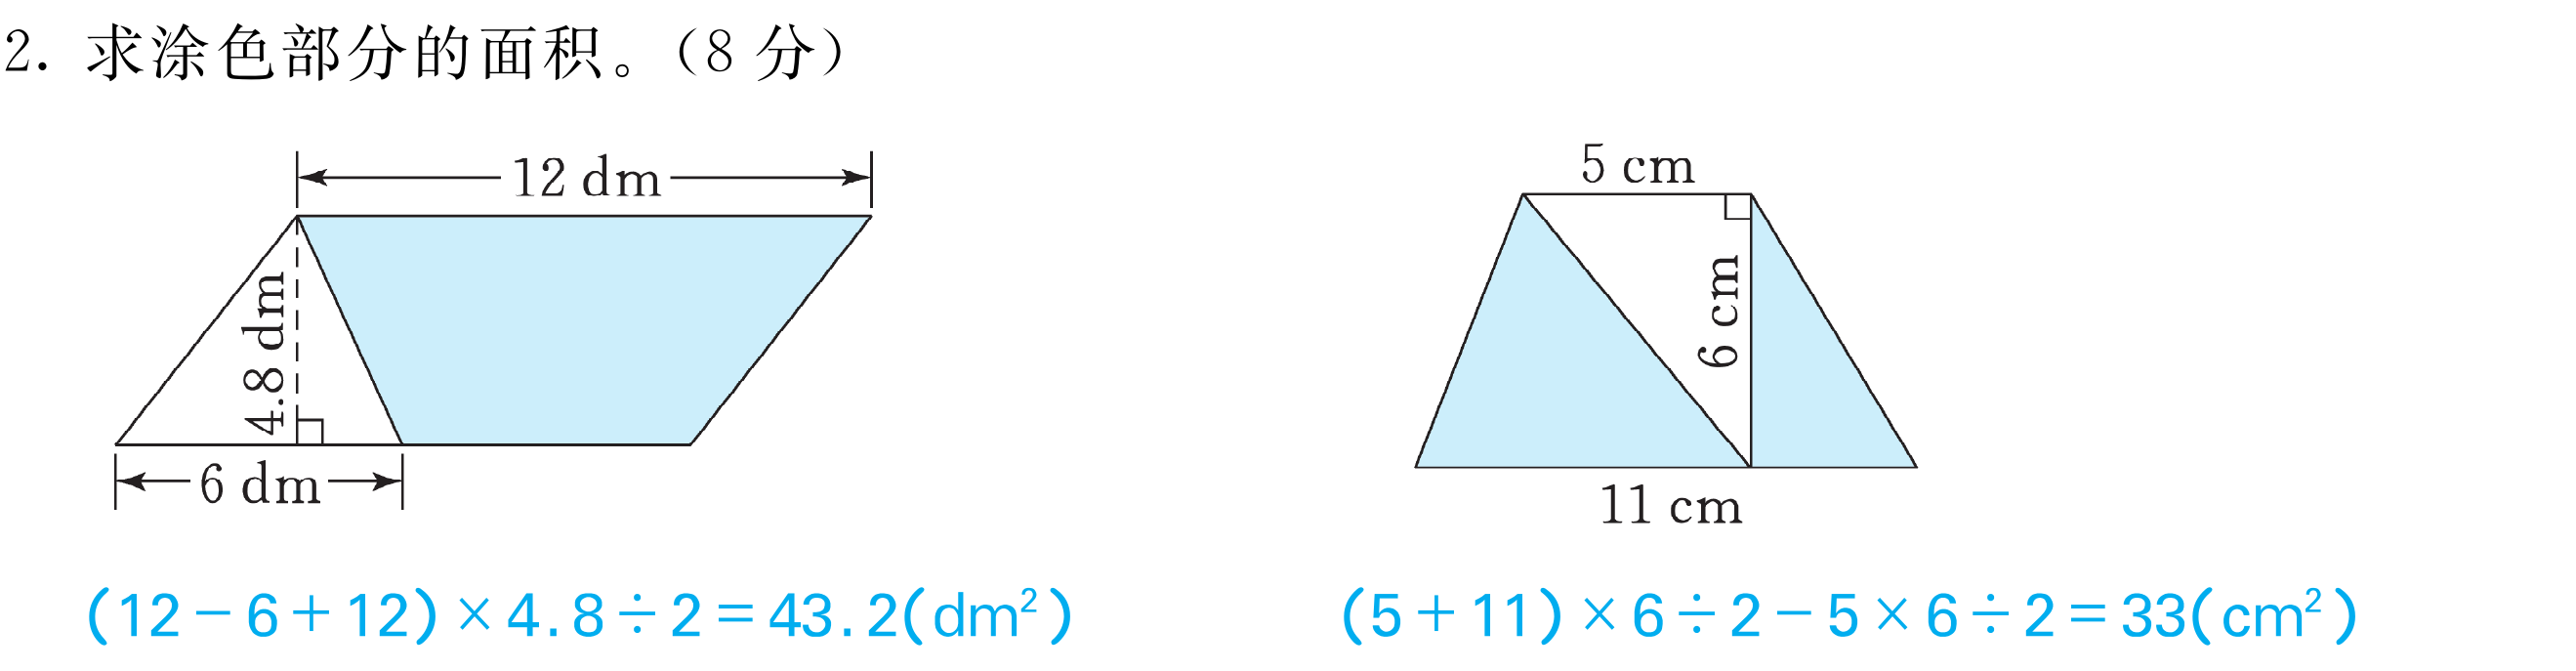 2. 求涂色部分的面积。（8 分）
12 dm
4.8 dm
6 dm
5 cm
6 cm
11 cm
(12－6＋12)×4.8÷2＝43.2(dm²)
(5＋11)×6÷2－5×6÷2＝33(cm²)